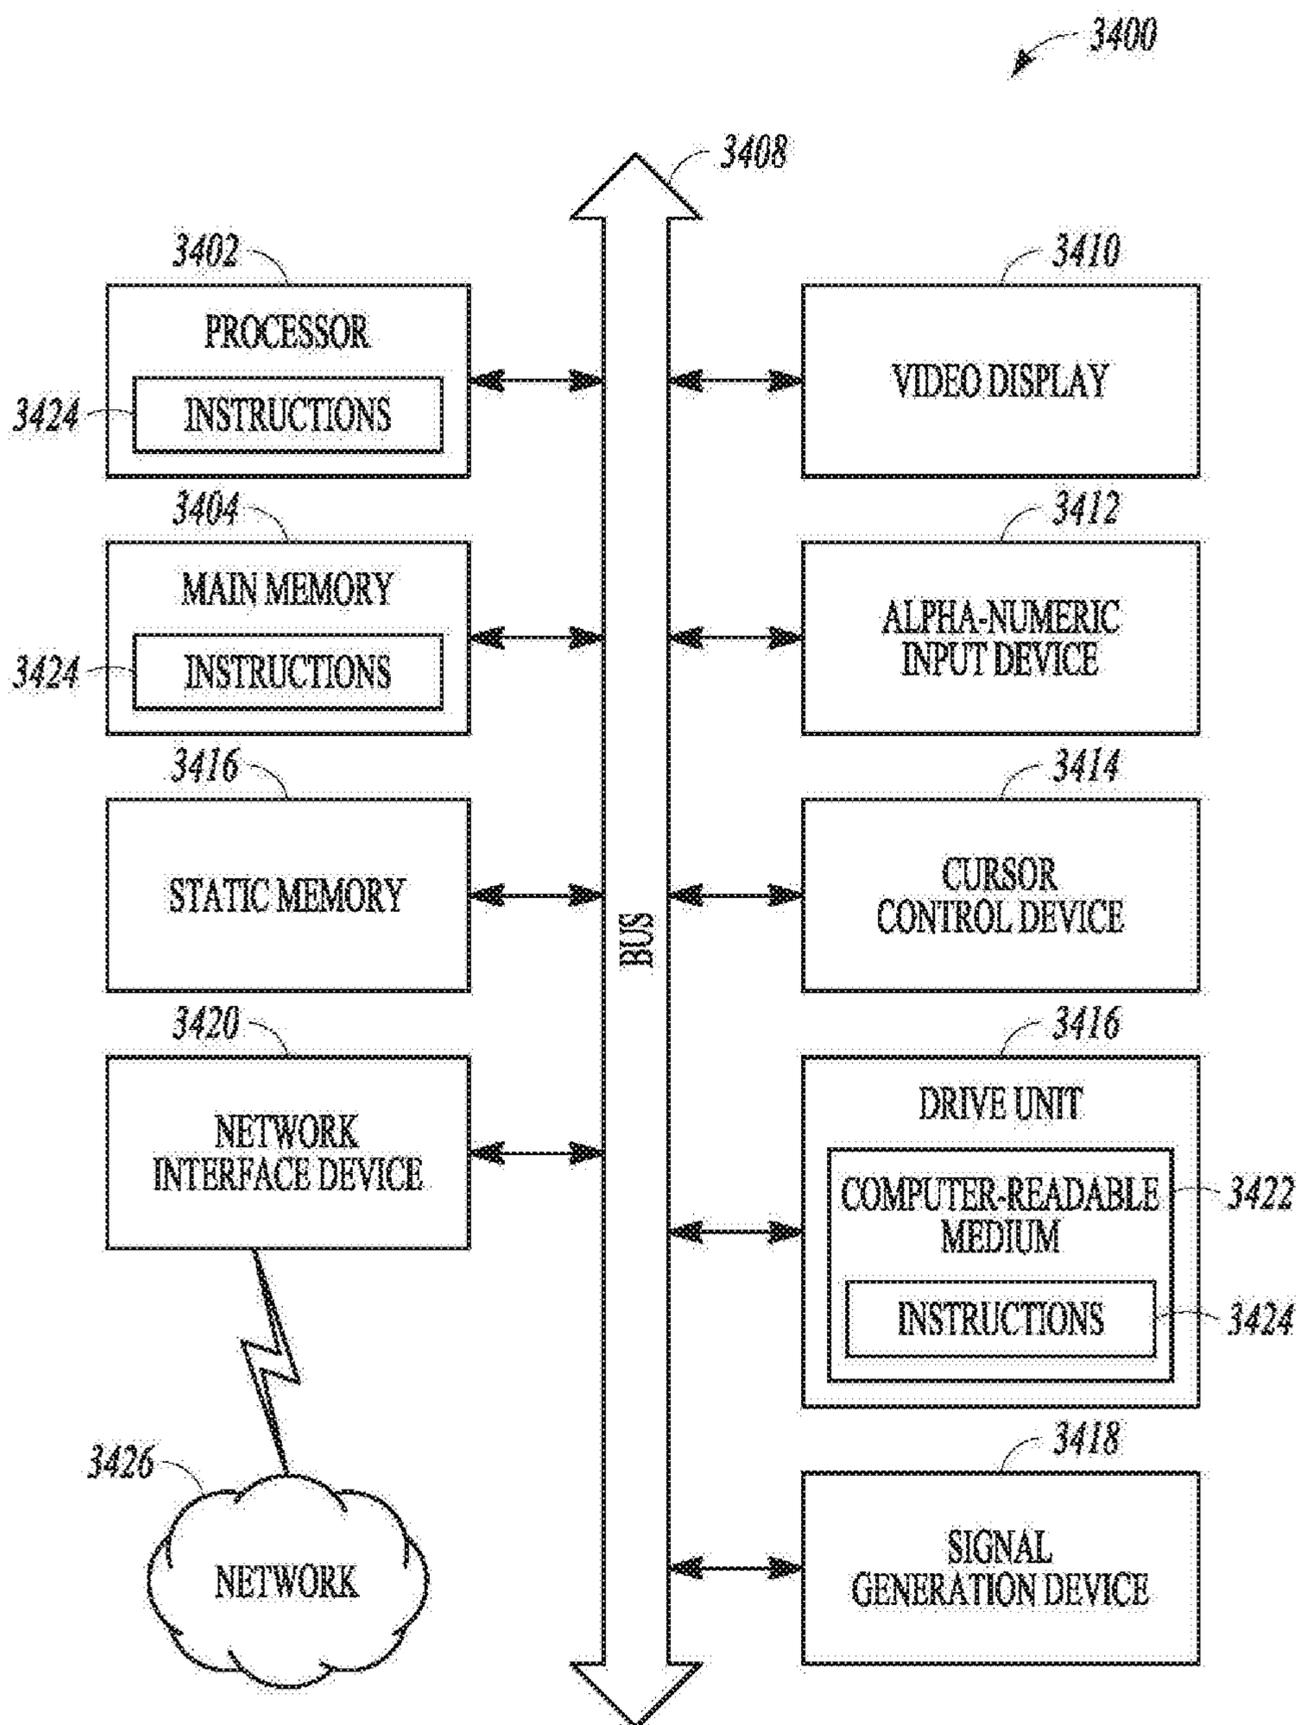 3400
3408
3402
PROCESSOR
3424
INSTRUCTIONS
3404
MAIN MEMORY
3424
INSTRUCTIONS
3416
STATIC MEMORY
3420
NETWORK
INTERFACE DEVICE
3426
NETWORK
BUS
3410
VIDEO DISPLAY
3412
ALPHA-NUMERIC
INPUT DEVICE
3414
CURSOR
CONTROL DEVICE
3416
DRIVE UNIT
COMPUTER-READABLE
MEDIUM
3422
INSTRUCTIONS
3424
3418
SIGNAL
GENERATION DEVICE